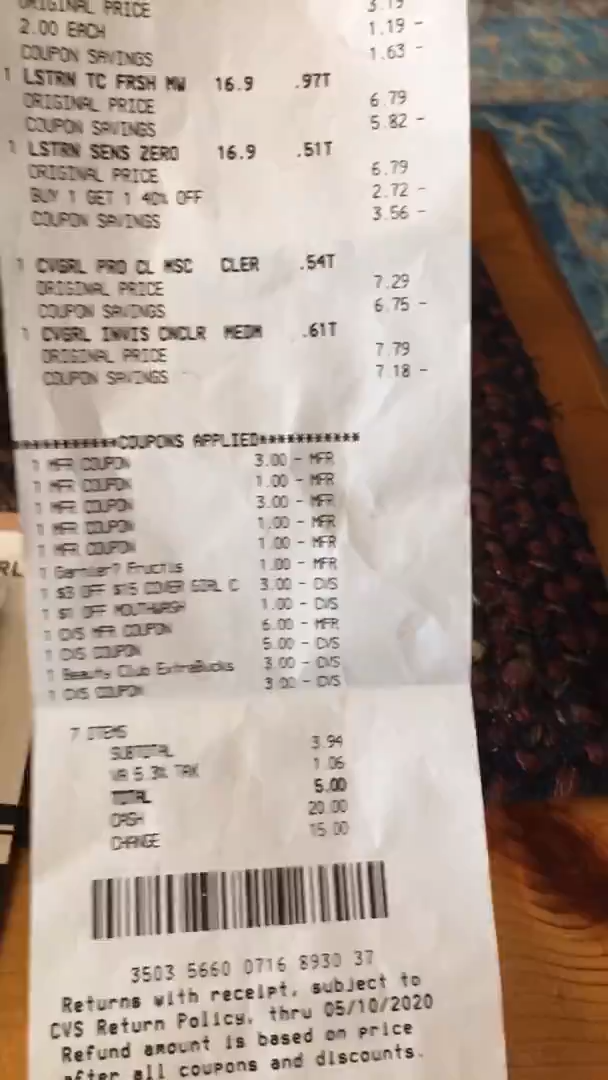 ORIGINAL PRICE 3.19
2.00 EACH 1.19 -
COUPON SAVINGS 1.63 -
1 LSTRN TC FRSH MW 16.9 .97T
ORIGINAL PRICE 6.79
COUPON SAVINGS 5.82 -
1 LSTRN SENS ZERO 16.9 .51T
ORIGINAL PRICE 6.79
BUY 1 GET 1 40% OFF 2.72 -
COUPON SAVINGS 3.56 -
1 CVGRL PRO CL MSC CLER .54T
ORIGINAL PRICE 7.29
COUPON SAVINGS 6.75 -
1 CVGRL INVIS CNCLR MEDM .61T
ORIGINAL PRICE 7.79
COUPON SAVINGS 7.18 -
***********COUPONS APPLIED***********
1 MFR COUPON 3.00 - MFR
1 MFR COUPON 1.00 - MFR
1 MFR COUPON 3.00 - MFR
1 MFR COUPON 1.00 - MFR
1 MFR COUPON 1.00 - MFR
1 Garnier? Fructis 1.00 - MFR
1 $3 OFF $15 COVER GIRL C 3.00 - CVS
1 $1 OFF MOUTHWASH 1.00 - CVS
1 CVS MFR COUPON 6.00 - MFR
1 CVS COUPON 5.00 - CVS
1 Beauty Club ExtraBucks 3.00 - CVS
1 CVS COUPON 3.00 - CVS
7 ITEMS
SUBTOTAL 3.94
VA 5.3% TAX 1.06
TOTAL 5.00
CASH 20.00
CHANGE 15.00
3503 5660 0716 8930 37
Returns with receipt, subject to
CVS Return Policy, thru 05/10/2020
Refund amount is based on price
after all coupons and discounts.
RL